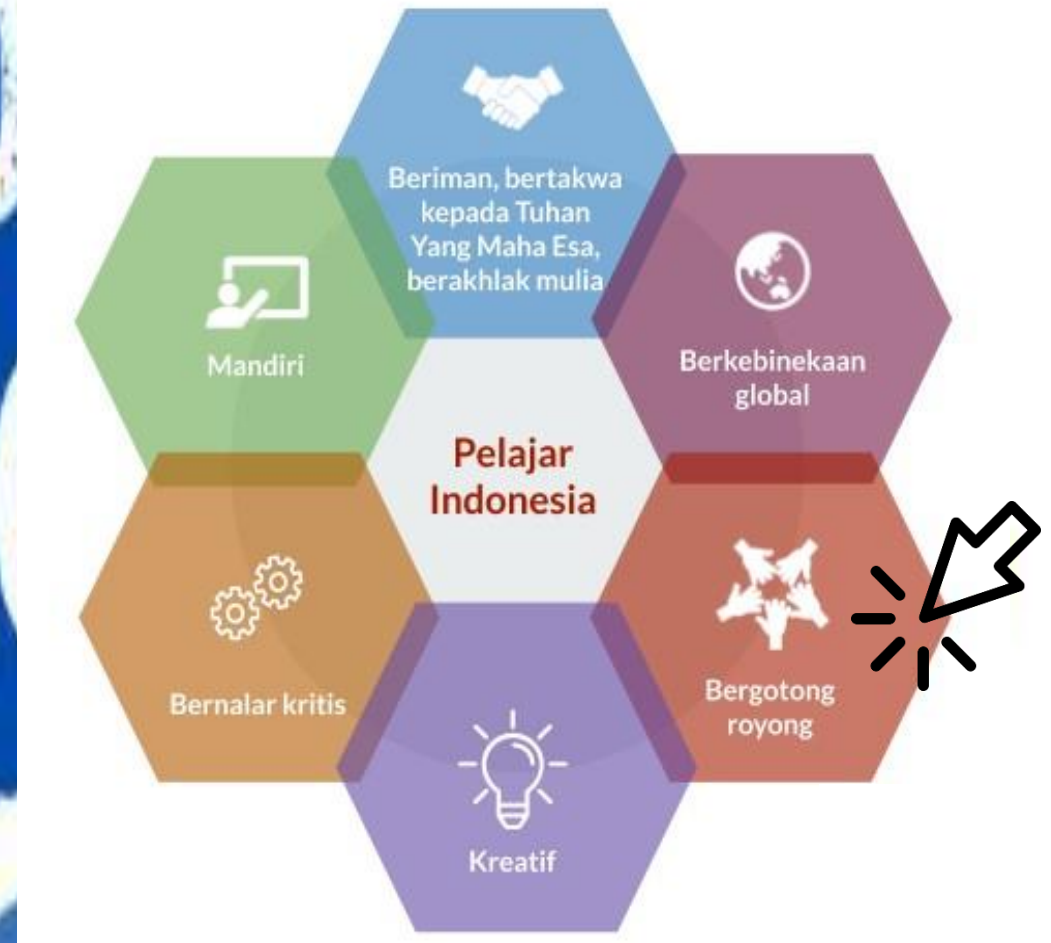 Beriman, bertakwa
kepada Tuhan
Yang Maha Esa,
berakhlak mulia
Mandiri
Berkebinekaan
global
Pelajar
Indonesia
Bernalar kritis
Bergotong
royong
Kreatif